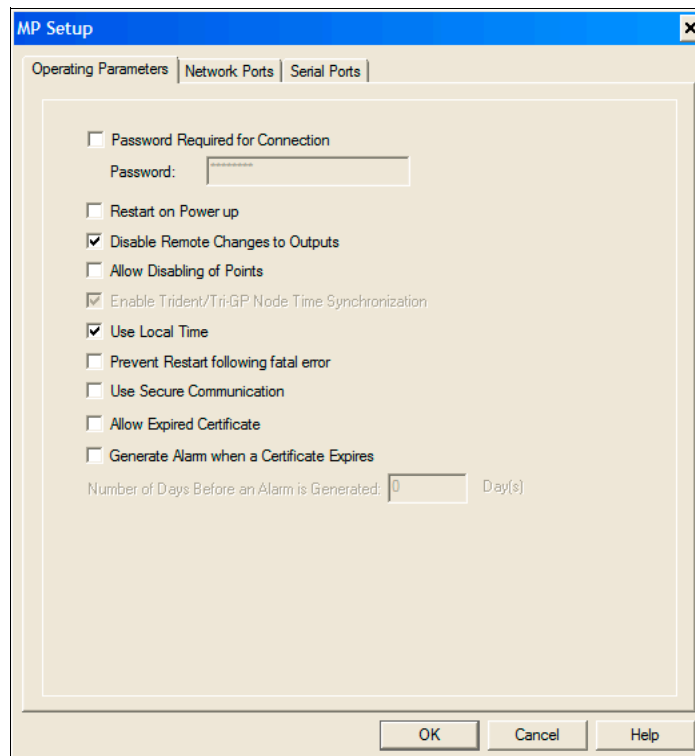 MP Setup
Operating Parameters Network Ports Serial Ports
Password Required for Connection
Password: ********
Restart on Power up
Disable Remote Changes to Outputs
Allow Disabling of Points
Enable Trident/Tri-GP Node Time Synchronization
Use Local Time
Prevent Restart following fatal error
Use Secure Communication
Allow Expired Certificate
Generate Alarm when a Certificate Expires
Number of Days Before an Alarm is Generated: 0 Day(s)
OK Cancel Help